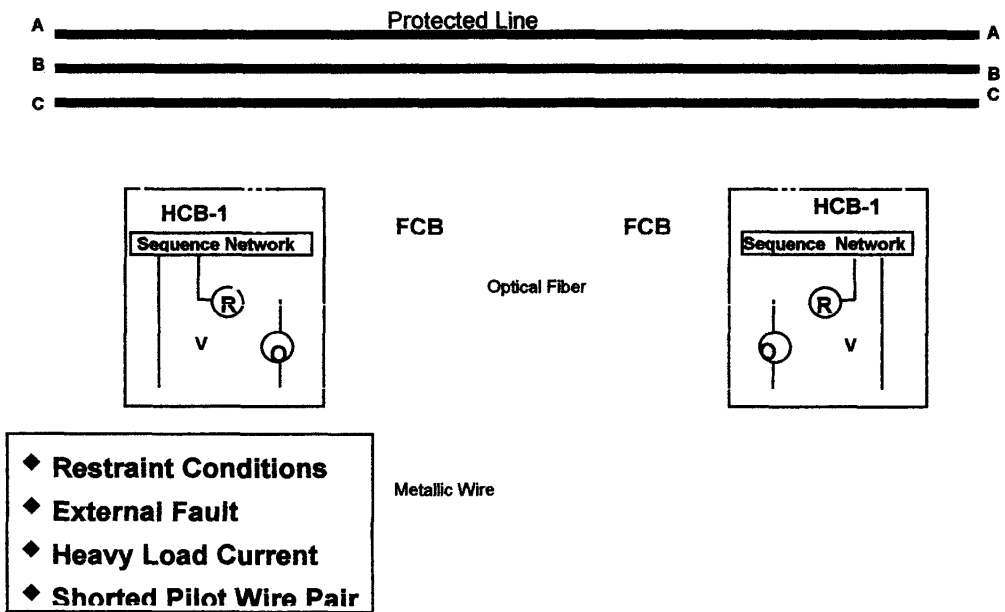 Protected Line
A
A
B
B
C
C
HCB-1
Sequence Network
R
V
O
FCB
FCB
Optical Fiber
HCB-1
Sequence Network
R
O
V
◆ Restraint Conditions
◆ External Fault
◆ Heavy Load Current
◆ Shorted Pilot Wire Pair
Metallic Wire